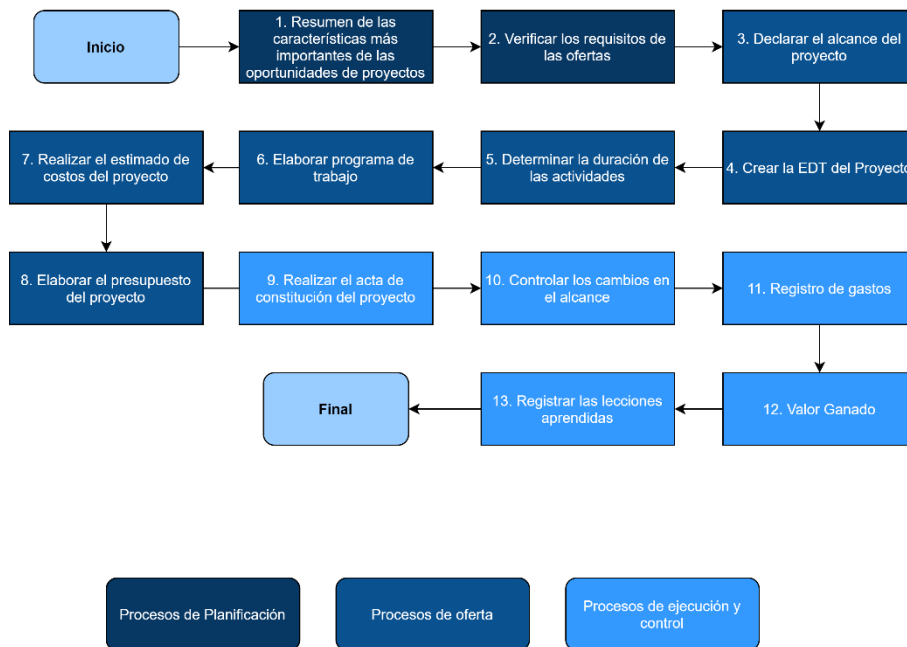 Inicio
1. Resumen de las
características más
importantes de las
oportunidades de proyectos
2. Verificar los requisitos de
las ofertas
3. Declarar el alcance del
proyecto
7. Realizar el estimado de
costos del proyecto
6. Elaborar programa de
trabajo
5. Determinar la duración de
las actividades
4. Crear la EDT del Proyecto
8. Elaborar el presupuesto
del proyecto
9. Realizar el acta de
constitución del proyecto
10. Controlar los cambios en
el alcance
11. Registro de gastos
Final
13. Registrar las lecciones
aprendidas
12. Valor Ganado
Procesos de Planificación
Procesos de oferta
Procesos de ejecución y
control